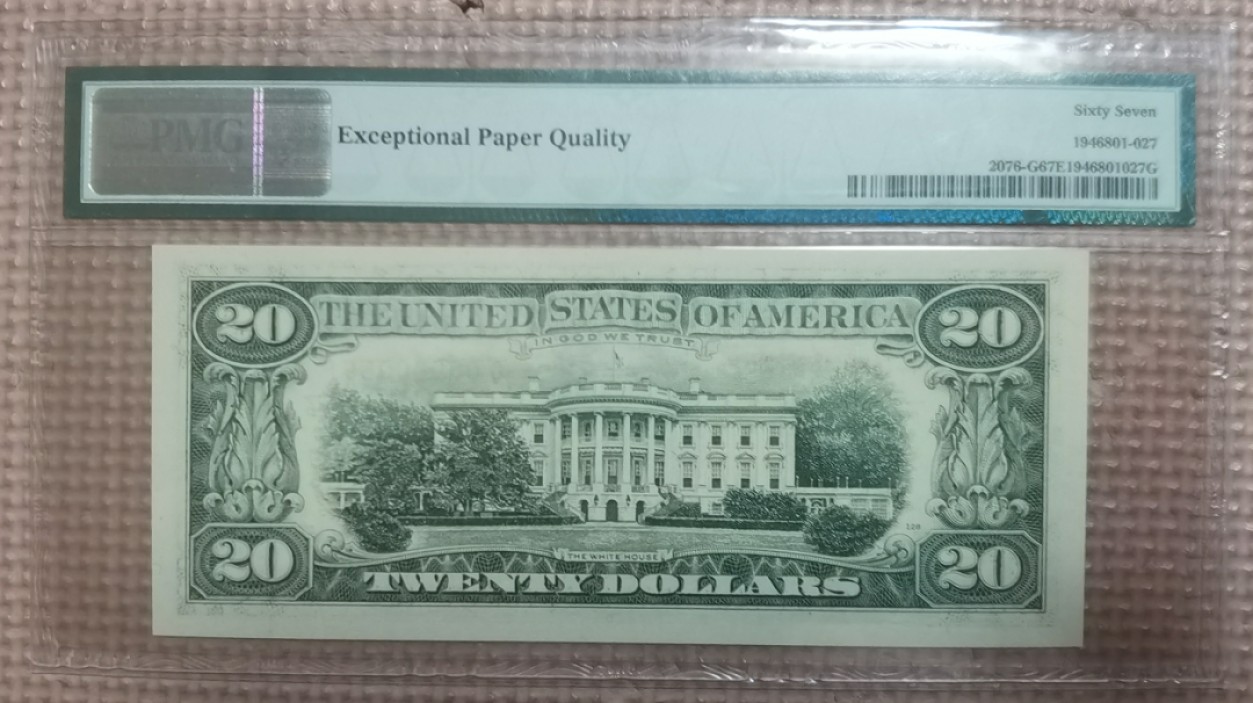 PMG
Exceptional Paper Quality
Sixty Seven
1946801-027
2076-G67E1946801027G
20 THE UNITED STATES OF AMERICA 20
IN GOD WE TRUST
THE WHITE HOUSE
20 TWENTY DOLLARS 20